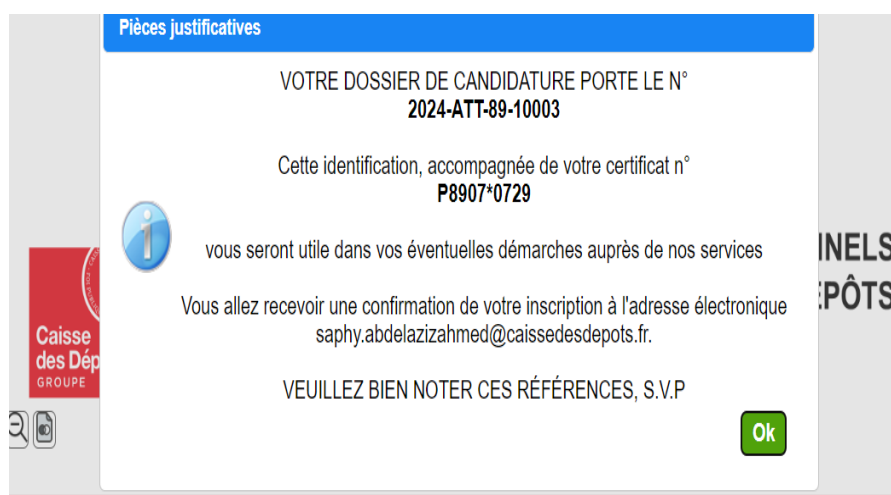 Pièces justificatives
VOTRE DOSSIER DE CANDIDATURE PORTE LE N°
2024-ATT-89-10003
Cette identification, accompagnée de votre certificat n°
P8907*0729
vous seront utile dans vos éventuelles démarches auprès de nos services
Vous allez recevoir une confirmation de votre inscription à l'adresse électronique
saphy.abdelazizahmed@caissedesdepots.fr.
VEUILLEZ BIEN NOTER CES RÉFÉRENCES, S.V.P
Ok
Caisse
des Dép
GROUPE
INELS
EPÔTS